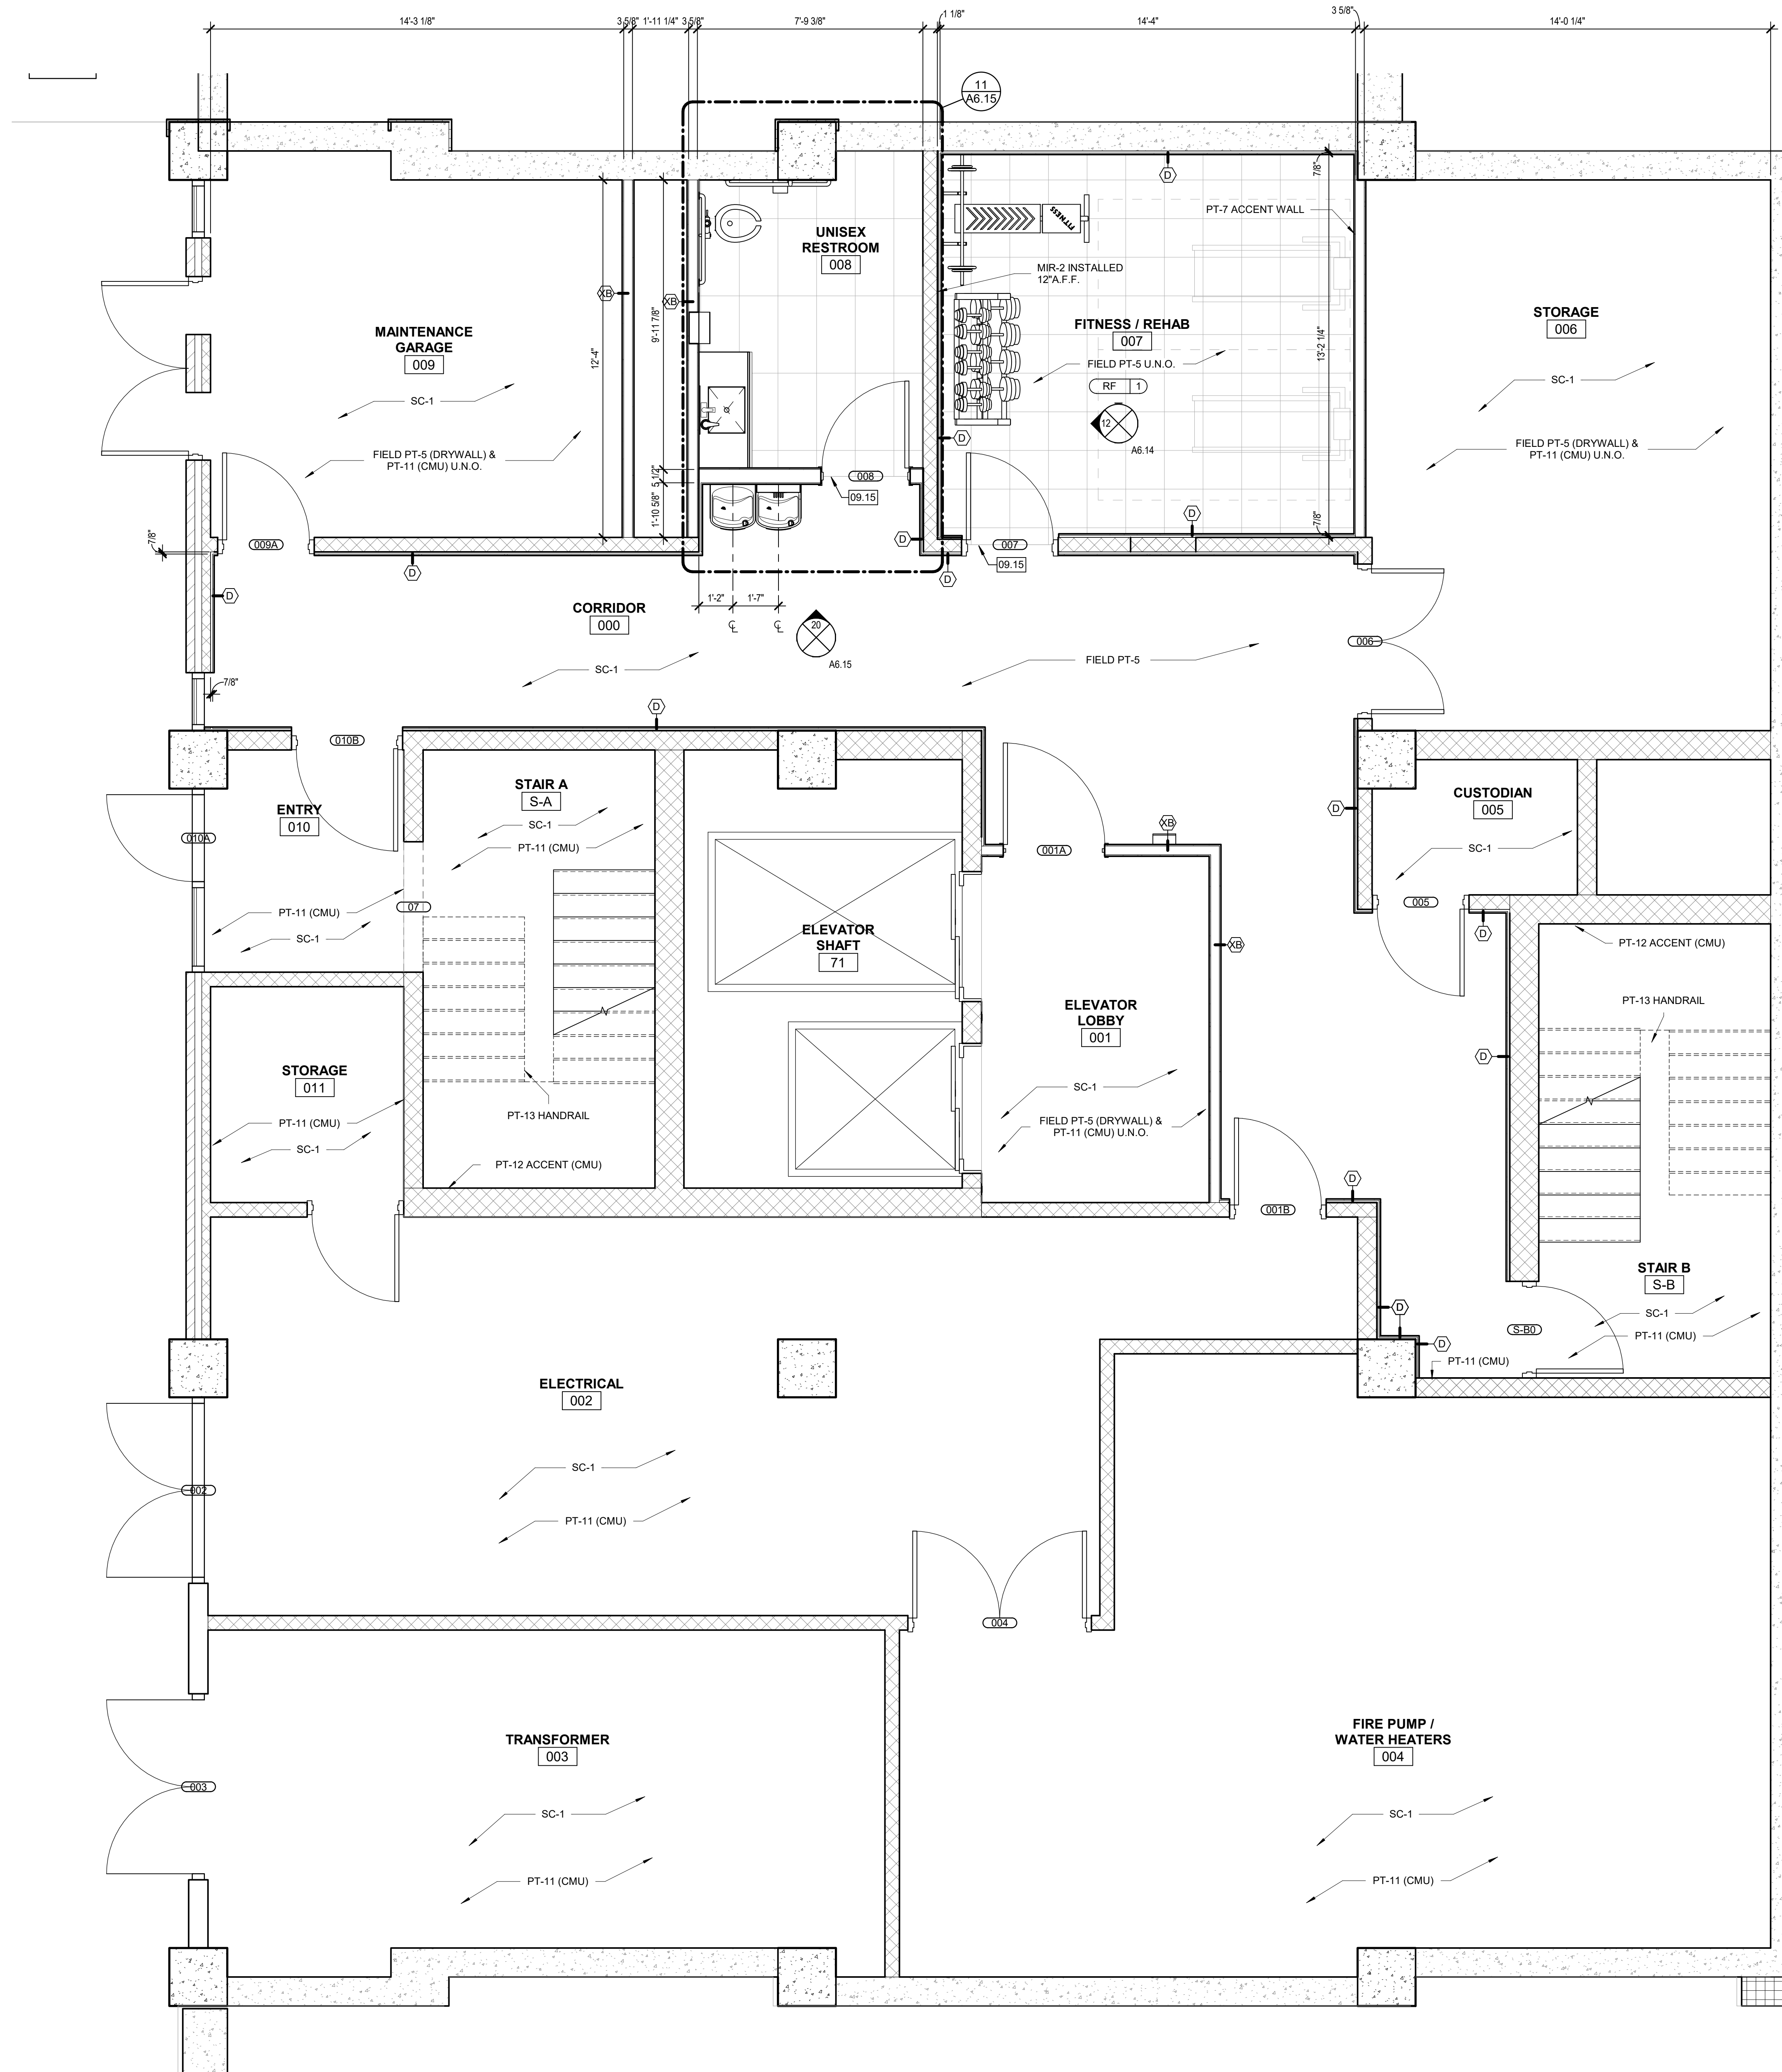 14'-3 1/8"
3 5/8"
1'-11 1/4"
3 5/8"
7'-9 3/8"
1 1/8"
14'-4"
3 5/8"
14'-0 1/4"
11
A6.15
D
7/8"
PT-7 ACCENT WALL
UNISEX
RESTROOM
008
FITNESS
MIR-2 INSTALLED
12"A.F.F.
XB
XB
MAINTENANCE
GARAGE
009
12'-4"
9'-11 7/8"
FITNESS / REHAB
007
13'-2 1/4"
FIELD PT-5 U.N.O.
RF 1
12
A6.14
STORAGE
006
SC-1
SC-1
FIELD PT-5 (DRYWALL) &
PT-11 (CMU) U.N.O.
FIELD PT-5 (DRYWALL) &
PT-11 (CMU) U.N.O.
D
008
09.15
5 1/2"
1'-10 5/8"
D
7/8"
7/8"
009A
D
D
007
09.15
D
D
CORRIDOR
000
1'-2"
1'-7"
20
A6.15
006
SC-1
FIELD PT-5
7/8"
D
010B
STAIR A
S-A
ENTRY
010
SC-1
PT-11 (CMU)
010A
CUSTODIAN
005
D
XB
001A
SC-1
PT-11 (CMU)
07
SC-1
005
ELEVATOR
SHAFT
71
D
XB
PT-12 ACCENT (CMU)
ELEVATOR
LOBBY
001
PT-13 HANDRAIL
STORAGE
011
D
SC-1
PT-11 (CMU)
PT-13 HANDRAIL
FIELD PT-5 (DRYWALL) &
PT-11 (CMU) U.N.O.
SC-1
PT-12 ACCENT (CMU)
D
001B
STAIR B
S-B
SC-1
D
S-B0
PT-11 (CMU)
D
PT-11 (CMU)
ELECTRICAL
002
SC-1
002
PT-11 (CMU)
004
TRANSFORMER
003
FIRE PUMP /
WATER HEATERS
004
003
SC-1
SC-1
PT-11 (CMU)
PT-11 (CMU)